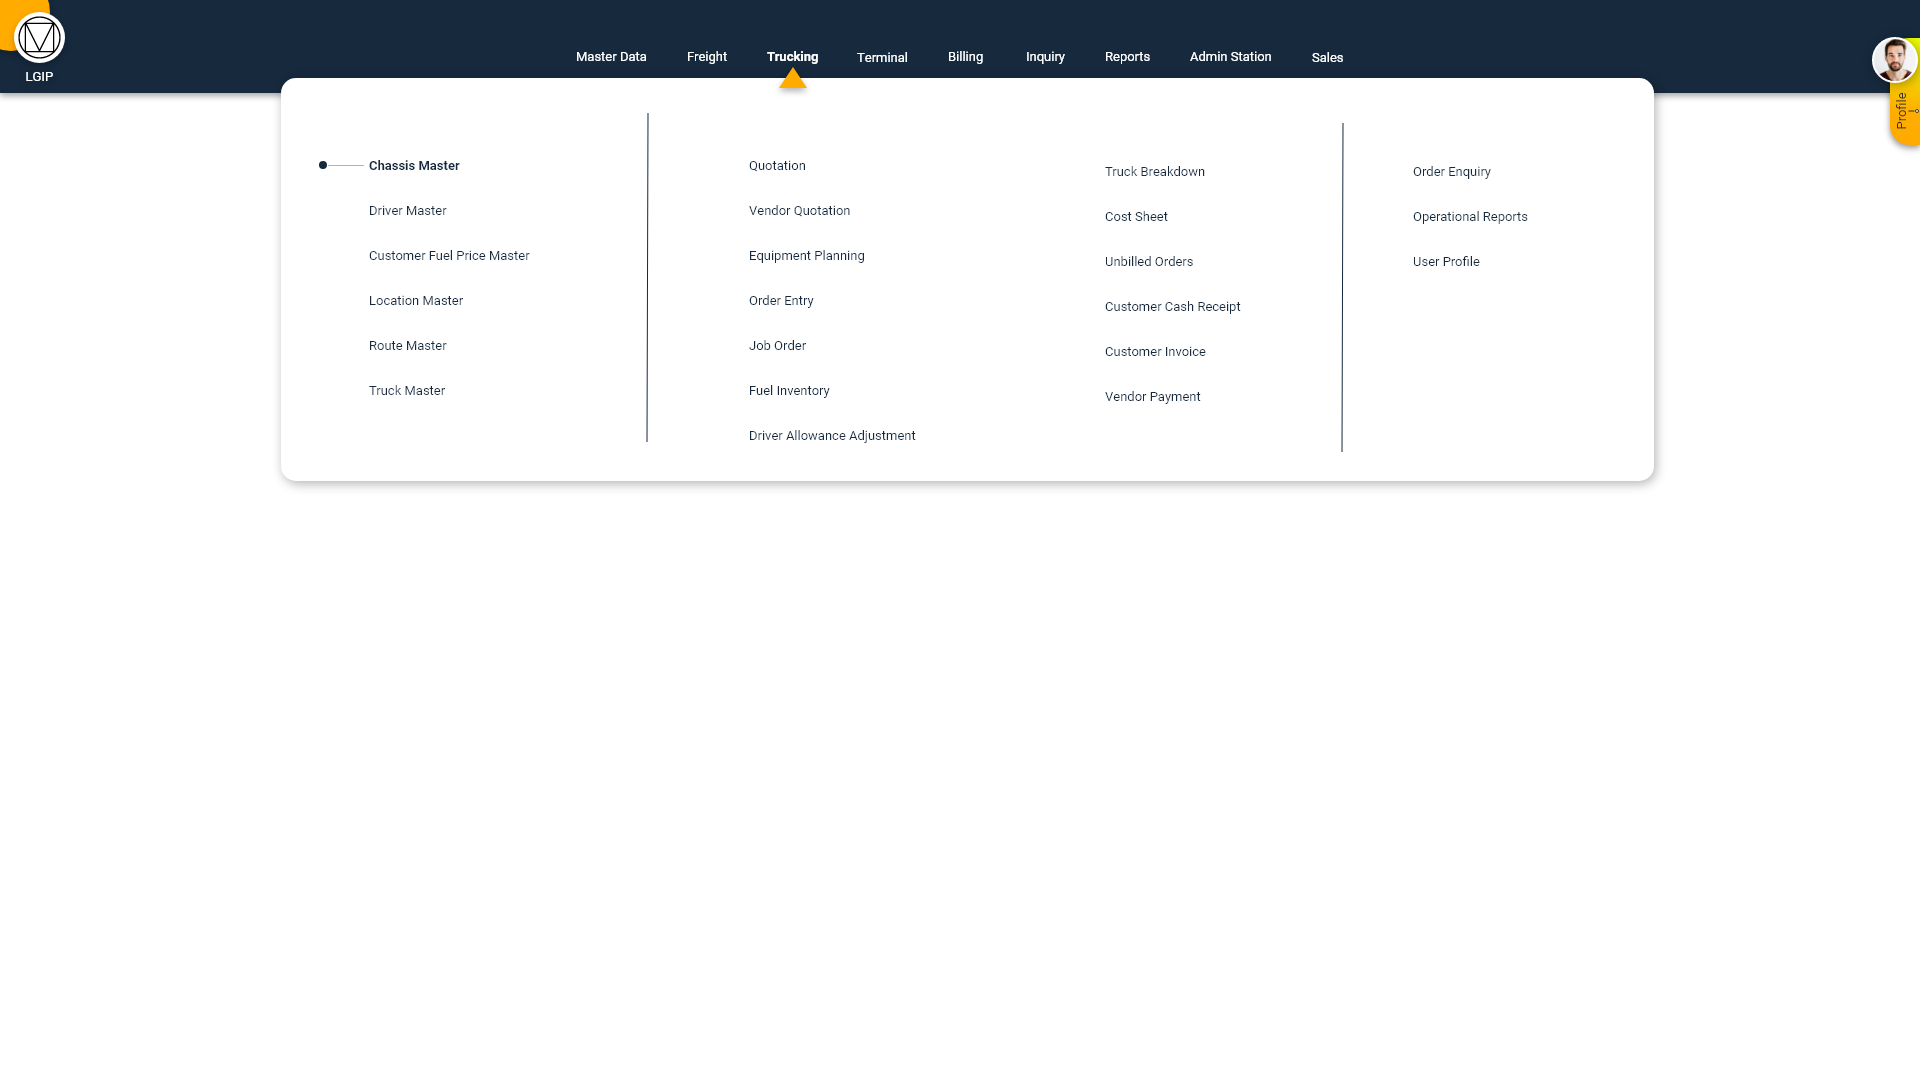 LGIP
Master Data
Freight
Trucking
Terminal
Billing
Inquiry
Reports
Admin Station
Sales
Profile
Chassis Master
Driver Master
Customer Fuel Price Master
Location Master
Route Master
Truck Master
Quotation
Vendor Quotation
Equipment Planning
Order Entry
Job Order
Fuel Inventory
Driver Allowance Adjustment
Truck Breakdown
Cost Sheet
Unbilled Orders
Customer Cash Receipt
Customer Invoice
Vendor Payment
Order Enquiry
Operational Reports
User Profile